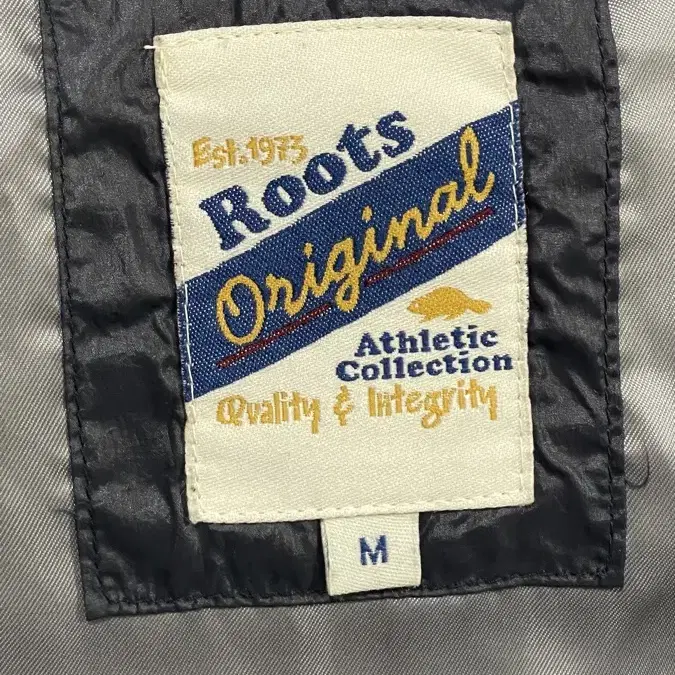 Est. 1973
Roots
Original
Athletic
Collection
Quality & Integrity
M